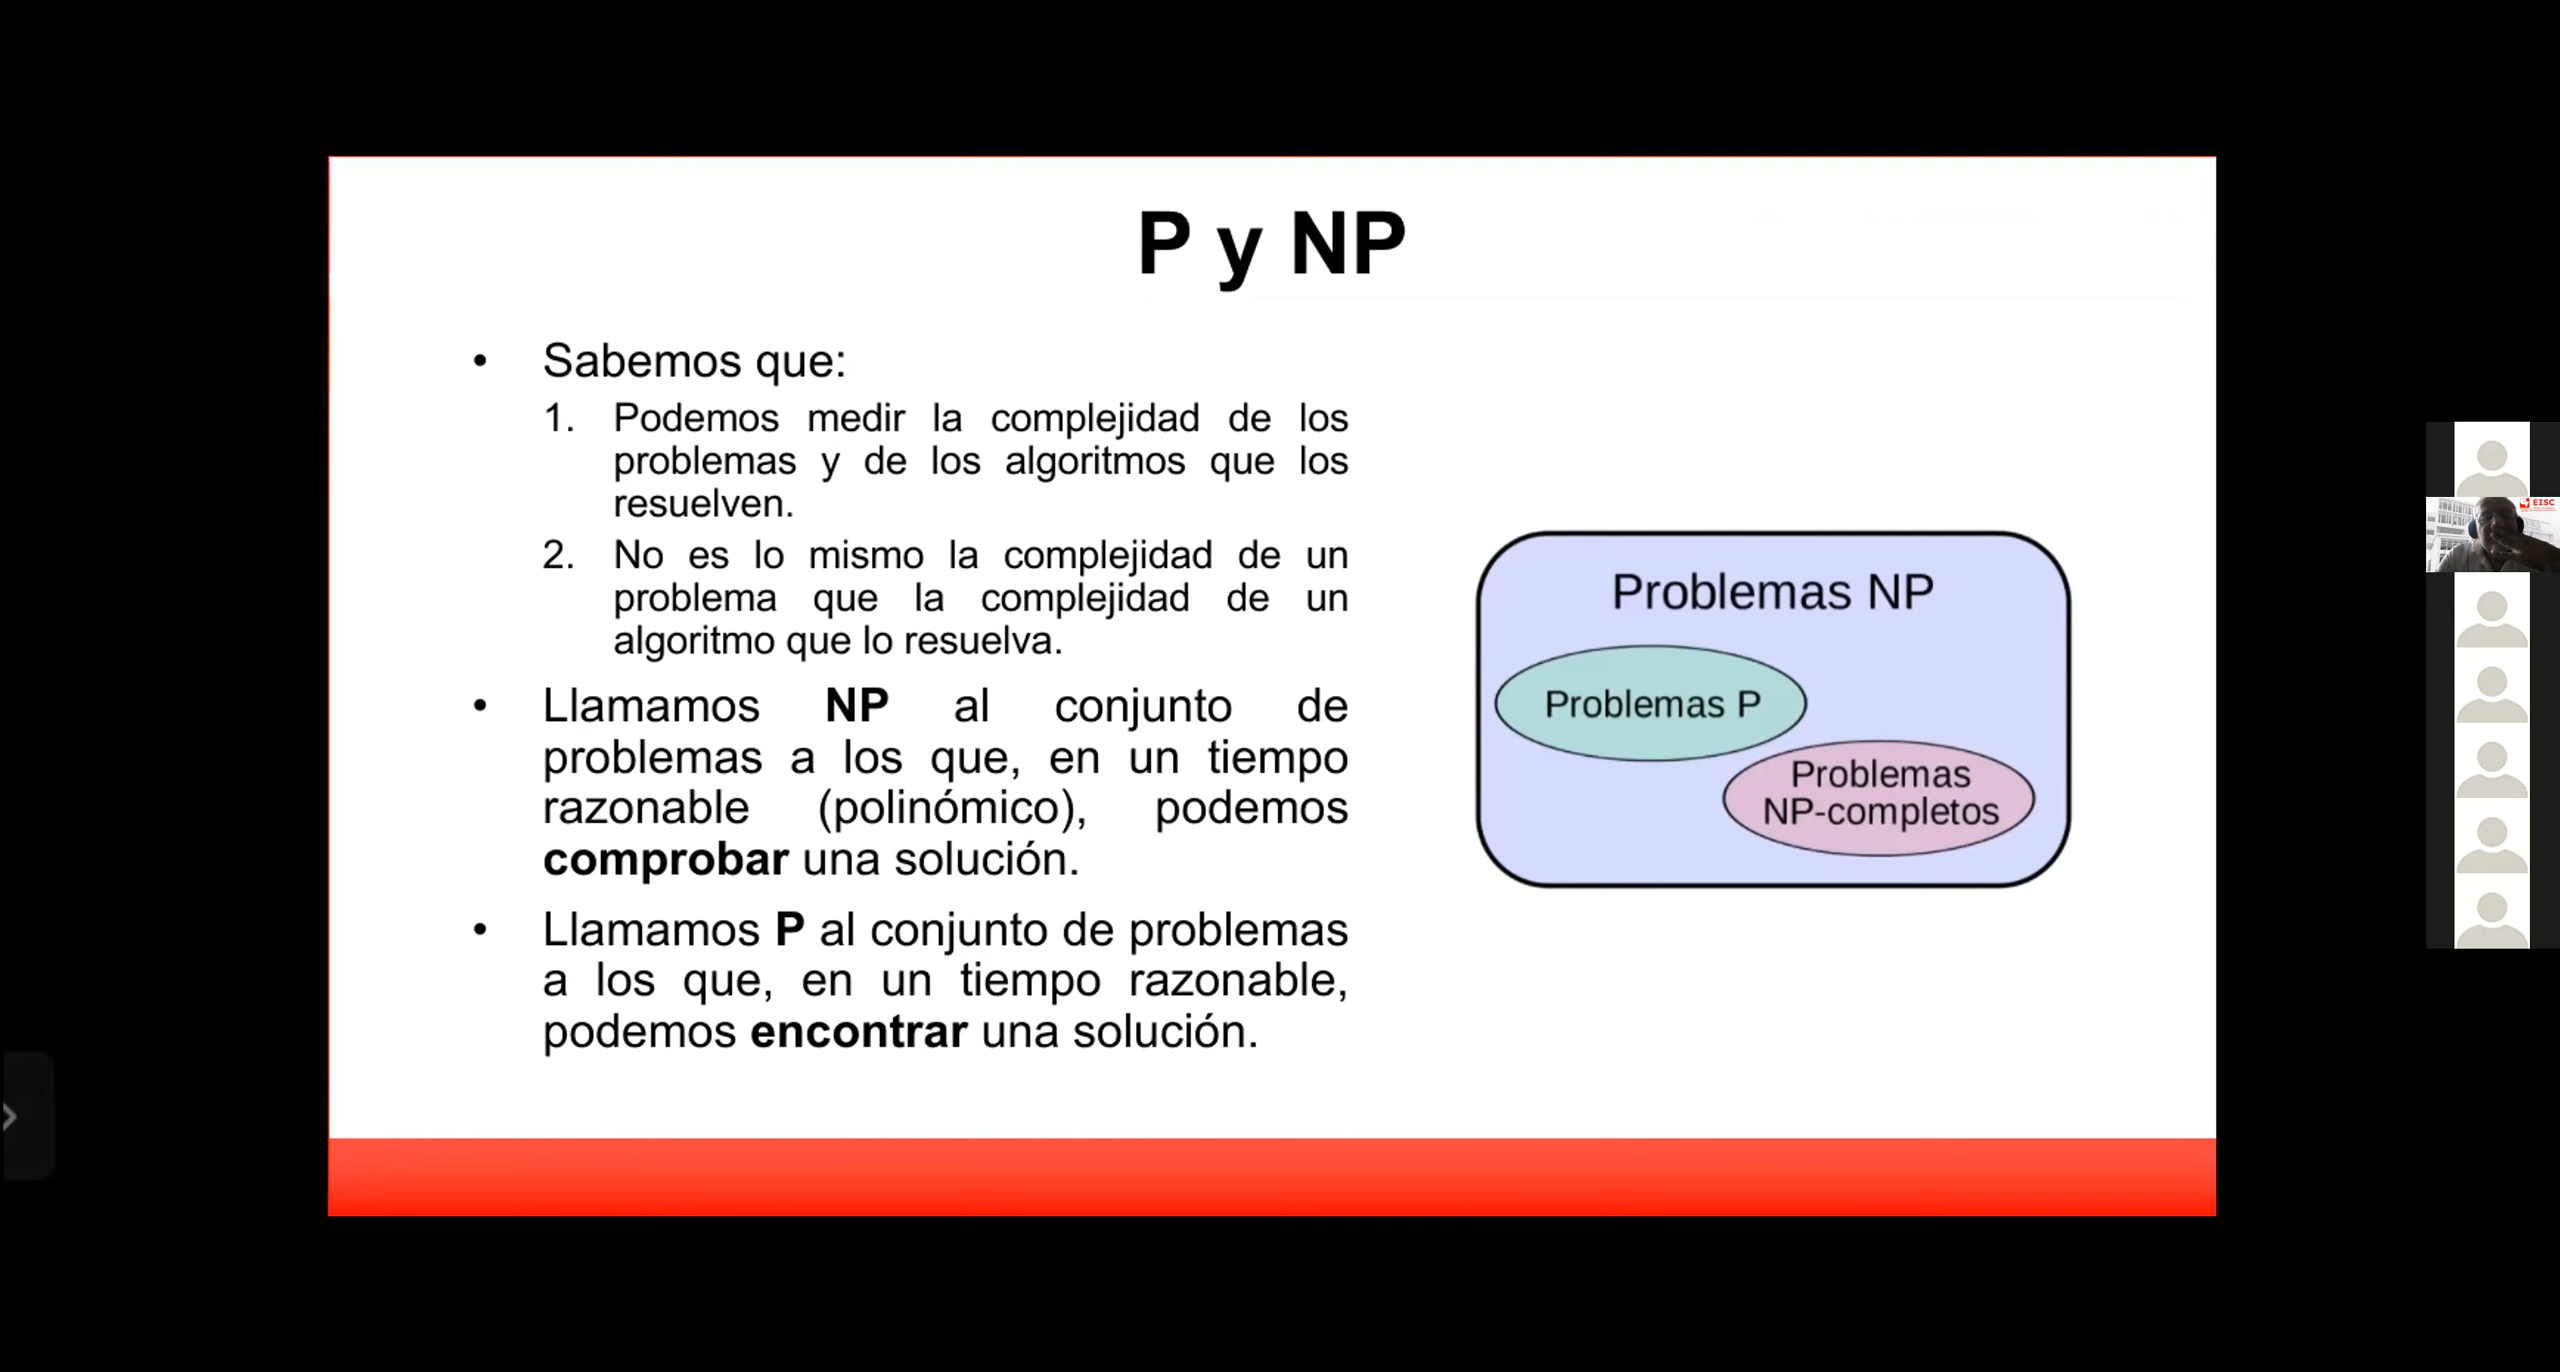 P y NP
• Sabemos que:
1. Podemos medir la complejidad de los
problemas y de los algoritmos que los
resuelven.
2. No es lo mismo la complejidad de un
problema que la complejidad de un
algoritmo que lo resuelva.
• Llamamos NP al conjunto de
problemas a los que, en un tiempo
razonable (polinómico), podemos
comprobar una solución.
• Llamamos P al conjunto de problemas
a los que, en un tiempo razonable,
podemos encontrar una solución.
Problemas NP
Problemas P
Problemas
NP-completos
EISC